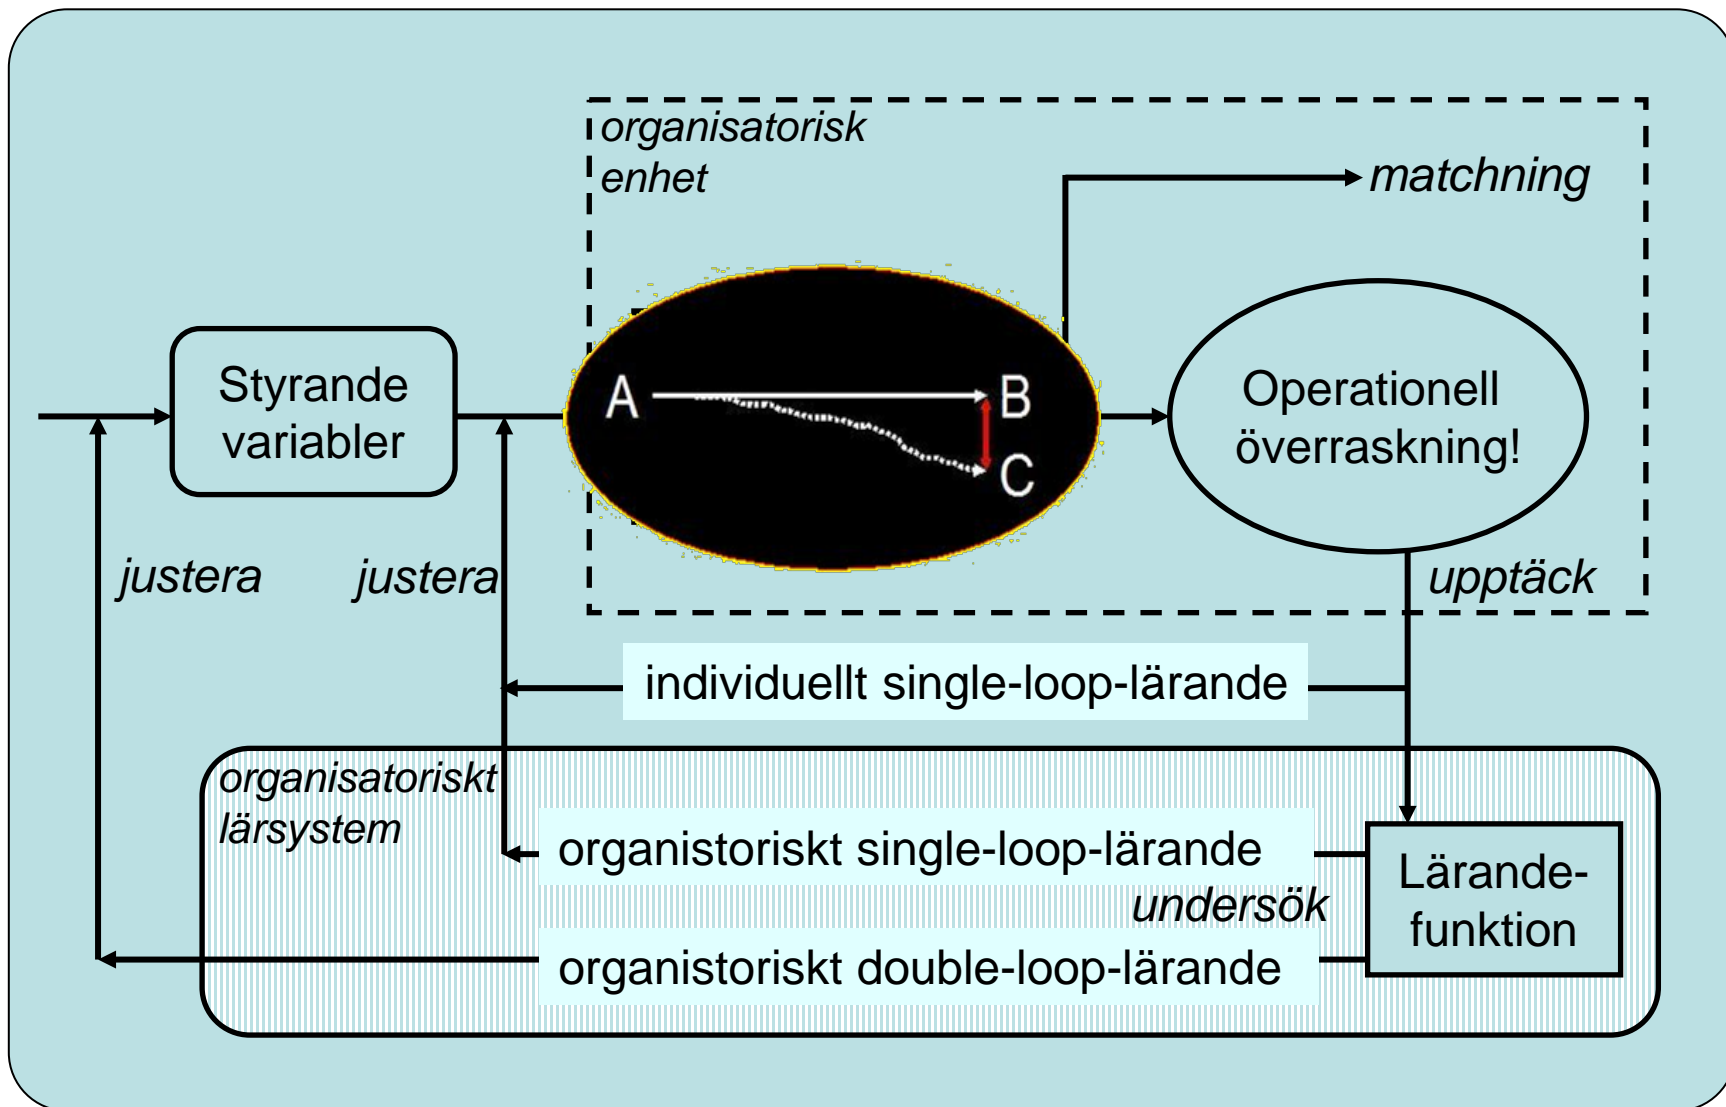 organisatorisk
enhet
matchning
Styrande
variabler
A
B
C
Operationell
överraskning!
justera
justera
upptäck
individuellt single-loop-lärande
organisatoriskt
lärsystem
organistoriskt single-loop-lärande
undersök
Lärande-
funktion
organistoriskt double-loop-lärande